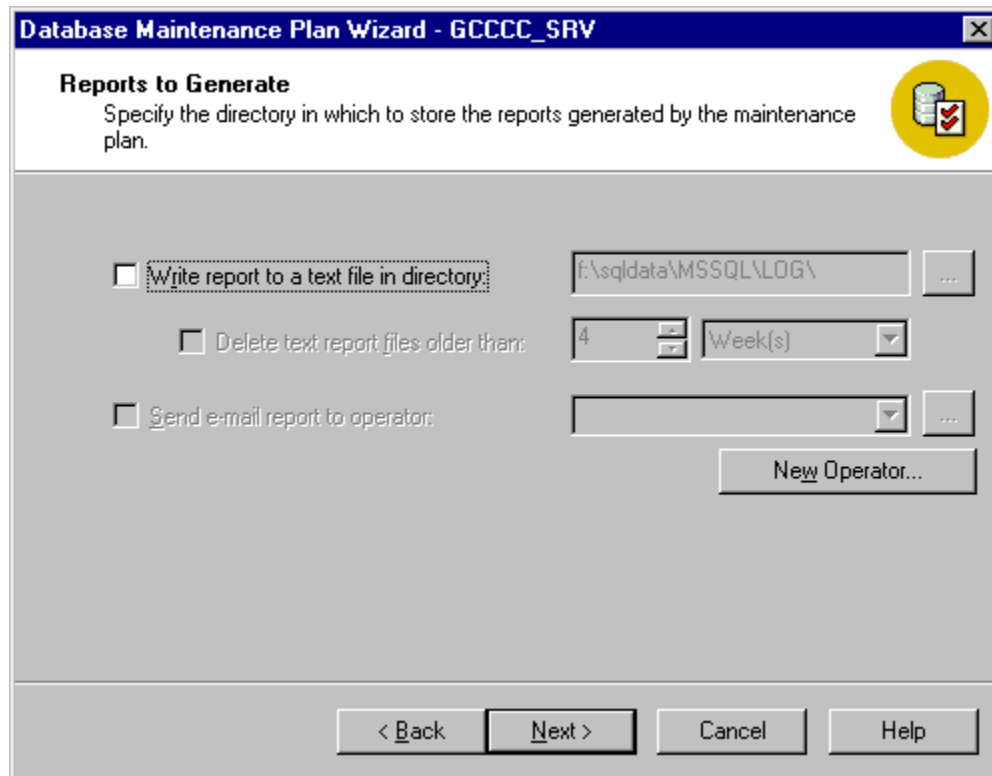 Database Maintenance Plan Wizard - GCCCC_SRV
Reports to Generate
Specify the directory in which to store the reports generated by the maintenance
plan.
Write report to a text file in directory: f:\sqldata\MSSQL\LOG\ ...
Delete text report files older than: 4 Week(s)
Send e-mail report to operator: ...
New Operator...
< Back Next > Cancel Help